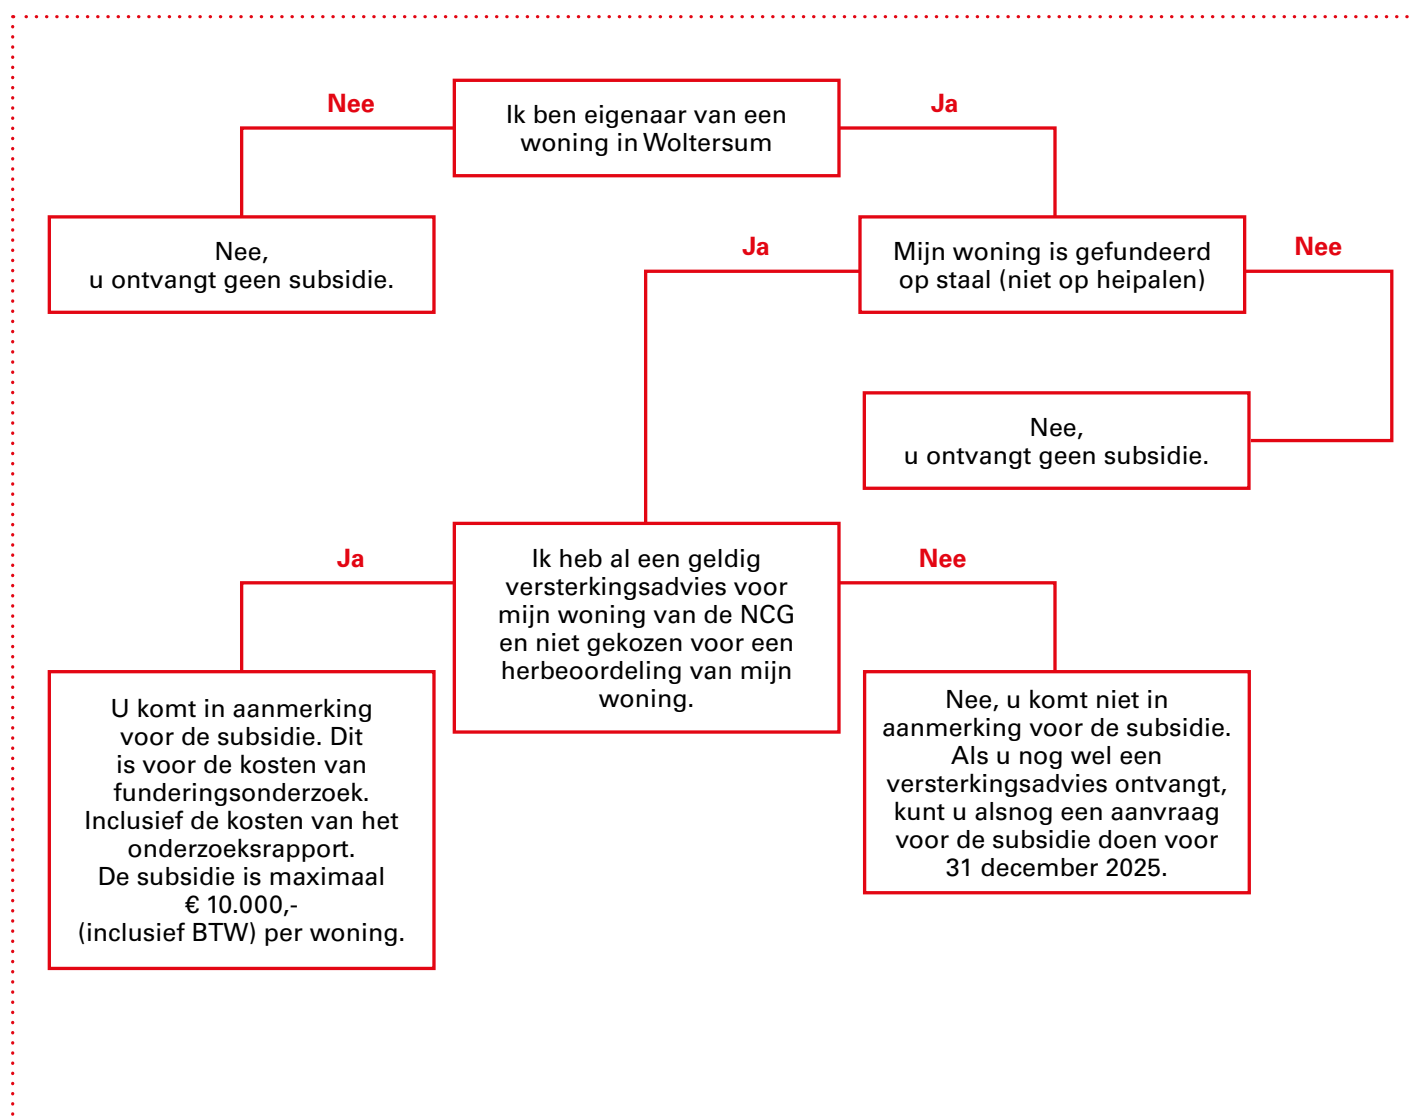 Nee
Ik ben eigenaar van een
woning in Woltersum
Ja
Nee,
u ontvangt geen subsidie.
Ja
Mijn woning is gefundeerd
op staal (niet op heipalen)
Nee
Nee,
u ontvangt geen subsidie.
Ja
Ik heb al een geldig
versterkingsadvies voor
mijn woning van de NCG
en niet gekozen voor een
herbeoordeling van mijn
woning.
Nee
U komt in aanmerking
voor de subsidie. Dit
is voor de kosten van
funderingsonderzoek.
Inclusief de kosten van het
onderzoeksrapport.
De subsidie is maximaal
€ 10.000,-
(inclusief BTW) per woning.
Nee, u komt niet in
aanmerking voor de subsidie.
Als u nog wel een
versterkingsadvies ontvangt,
kunt u alsnog een aanvraag
voor de subsidie doen voor
31 december 2025.